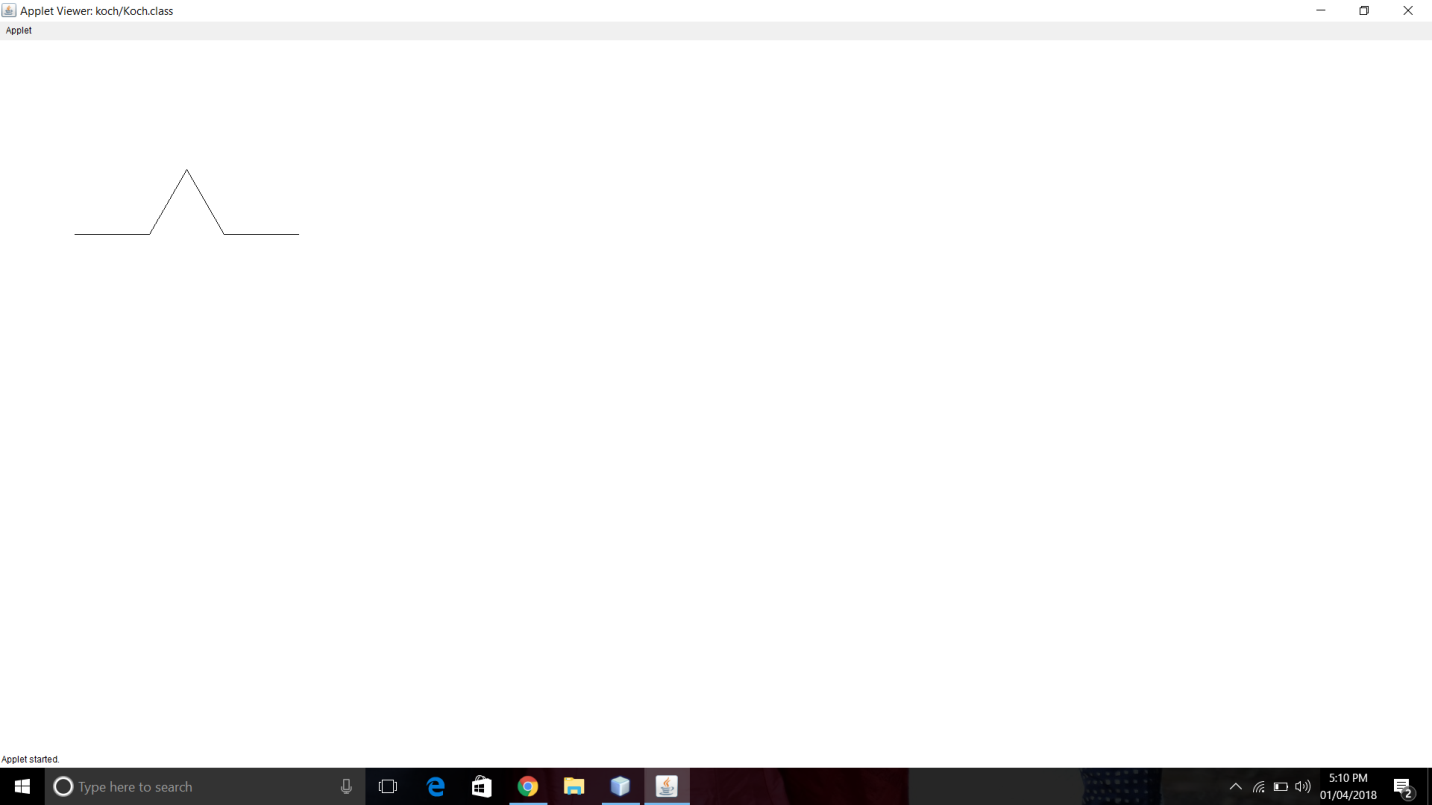 Applet Viewer: koch/Koch.class
Applet
Applet started.
Type here to search
5:10 PM
01/04/2018
2